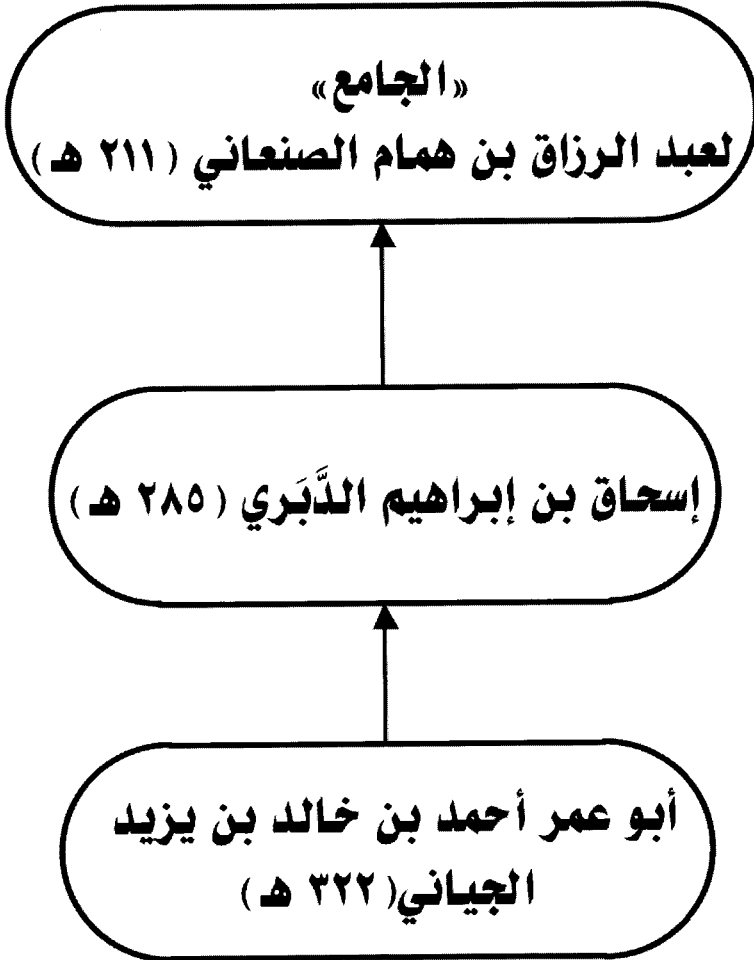 «الجامع»
لعبد الرزاق بن همام الصنعاني (٢١١ هـ)
إسحاق بن إبراهيم الدَّبَري (٢٨٥ هـ)
أبو عمر أحمد بن خالد بن يزيد
الجياني(٣٢٢ هـ)